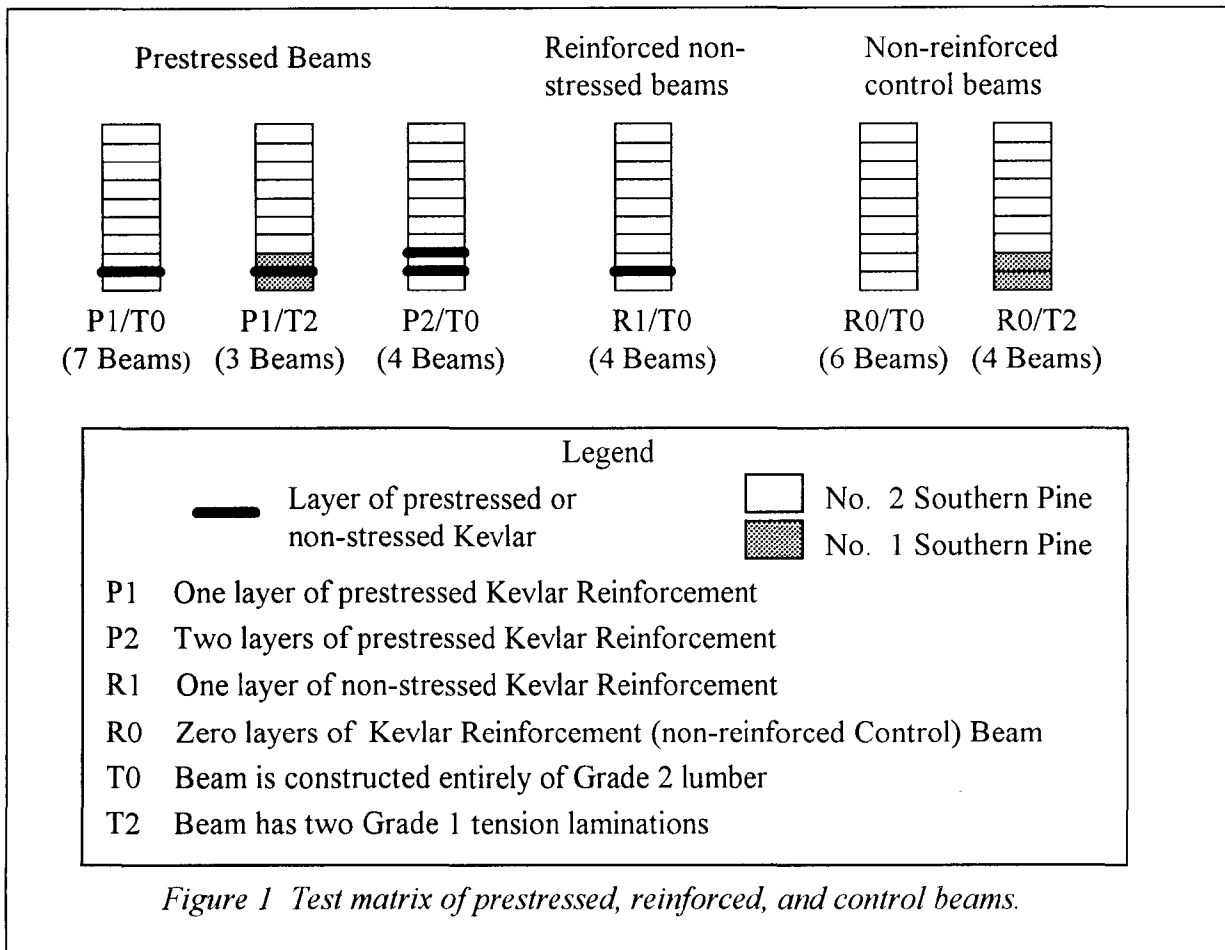 Prestressed Beams
Reinforced non-
stressed beams
Non-reinforced
control beams
P1/T0
(7 Beams)
P1/T2
(3 Beams)
P2/T0
(4 Beams)
R1/T0
(4 Beams)
R0/T0
(6 Beams)
R0/T2
(4 Beams)
Legend
Layer of prestressed or
non-stressed Kevlar
No. 2 Southern Pine
No. 1 Southern Pine
P1 One layer of prestressed Kevlar Reinforcement
P2 Two layers of prestressed Kevlar Reinforcement
R1 One layer of non-stressed Kevlar Reinforcement
R0 Zero layers of Kevlar Reinforcement (non-reinforced Control) Beam
T0 Beam is constructed entirely of Grade 2 lumber
T2 Beam has two Grade 1 tension laminations
Figure 1 Test matrix of prestressed, reinforced, and control beams.